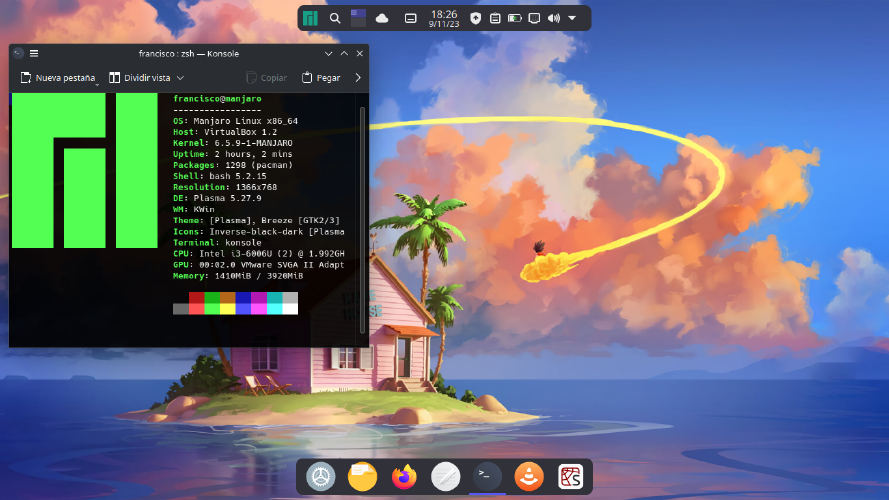 18:26
9/11/23
francisco : zsh — Konsole
Nueva pestaña
Dividir vista
Copiar
Pegar
francisco@manjaro
-----------------
OS: Manjaro Linux x86_64
Host: VirtualBox 1.2
Kernel: 6.5.9-1-MANJARO
Uptime: 2 hours, 2 mins
Packages: 1298 (pacman)
Shell: bash 5.2.15
Resolution: 1366x768
DE: Plasma 5.27.9
WM: KWin
Theme: [Plasma], Breeze [GTK2/3]
Icons: Inverse-black-dark [Plasma
Terminal: konsole
CPU: Intel i3-6006U (2) @ 1.992GH
GPU: 00:02.0 VMware SVGA II Adapt
Memory: 1410MiB / 3920MiB